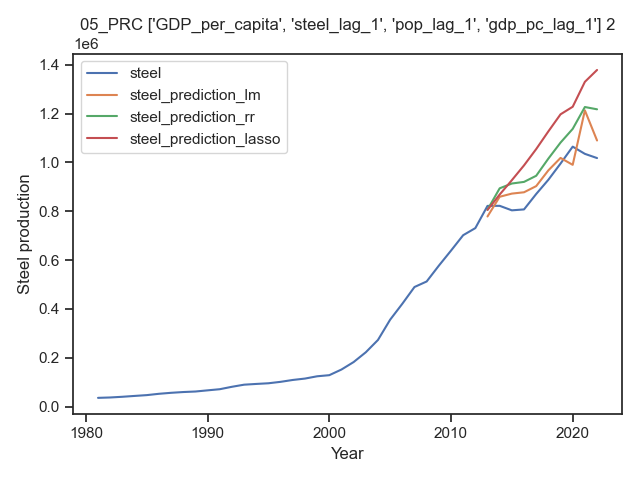 05_PRC ['GDP_per_capita', 'steel_lag_1', 'pop_lag_1', 'gdp_pc_lag_1'] 2
1e6
steel
steel_prediction_lm
steel_prediction_rr
steel_prediction_lasso
1.4
1.2
1.0
0.8
0.6
0.4
0.2
0.0
Steel production
1980
1990
2000
2010
2020
Year